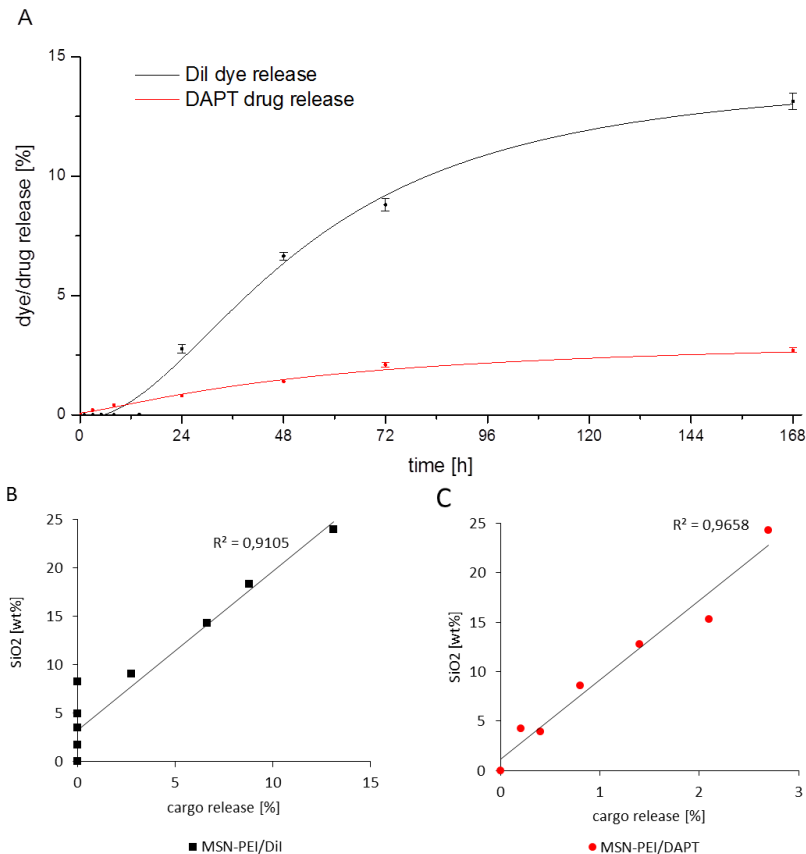 A
15
Dil dye release
DAPT drug release
10
dye/drug release [%]
5
0
0 24 48 72 96 120 144 168
time [h]
B
25
R² = 0,9105
20
SiO2 [wt%]
15
10
5
0
0 5 10 15
cargo release [%]
MSN-PEI/Dil
C
25
R² = 0,9658
20
SiO2 [wt%]
15
10
5
0
0 1 2 3
cargo release [%]
MSN-PEI/DAPT